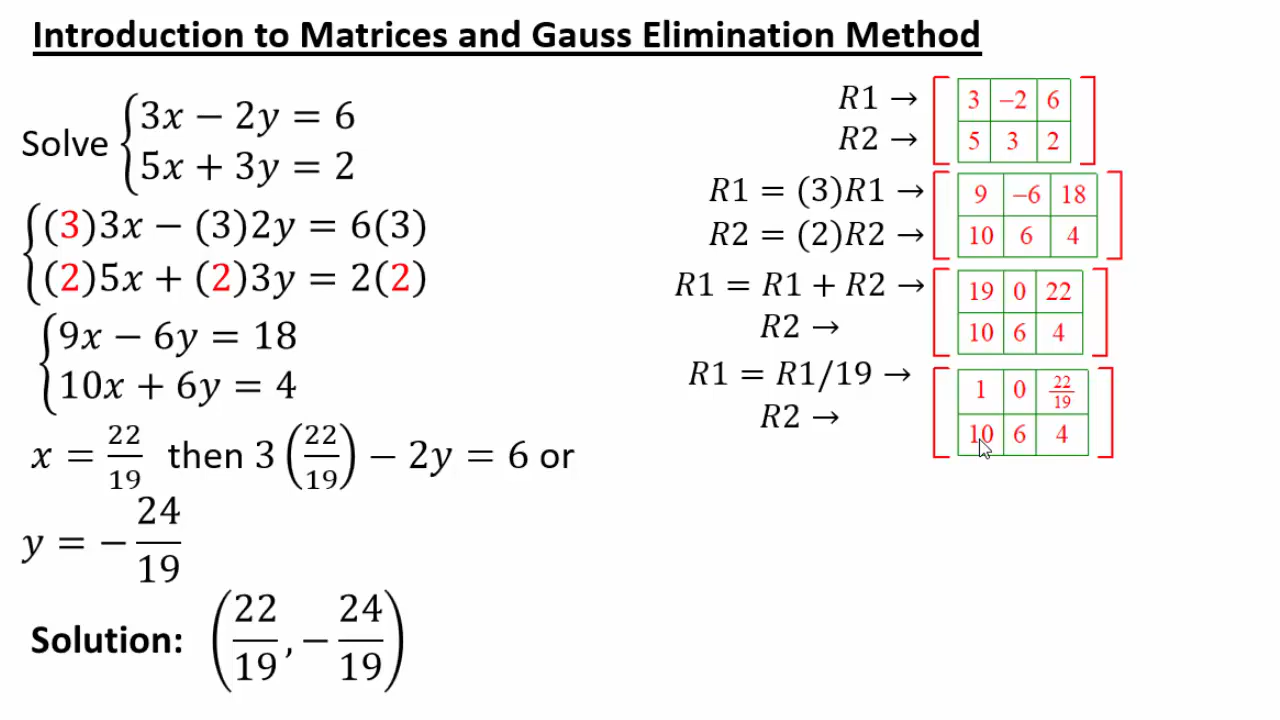 Introduction to Matrices and Gauss Elimination Method
Solve {3x − 2y = 6
5x + 3y = 2
{(3)3x − (3)2y = 6(3)
(2)5x + (2)3y = 2(2)
{9x − 6y = 18
10x + 6y = 4
x = 22/19 then 3(22/19) − 2y = 6 or
y = −24/19
Solution: (22/19, −24/19)
R1 → [3 −2 6
R2 → 5 3 2]
R1 = (3)R1 → [9 −6 18
R2 = (2)R2 → 10 6 4]
R1 = R1 + R2 → [19 0 22
R2 → 10 6 4]
R1 = R1/19 → [1 0 22/19
R2 → 10 6 4]